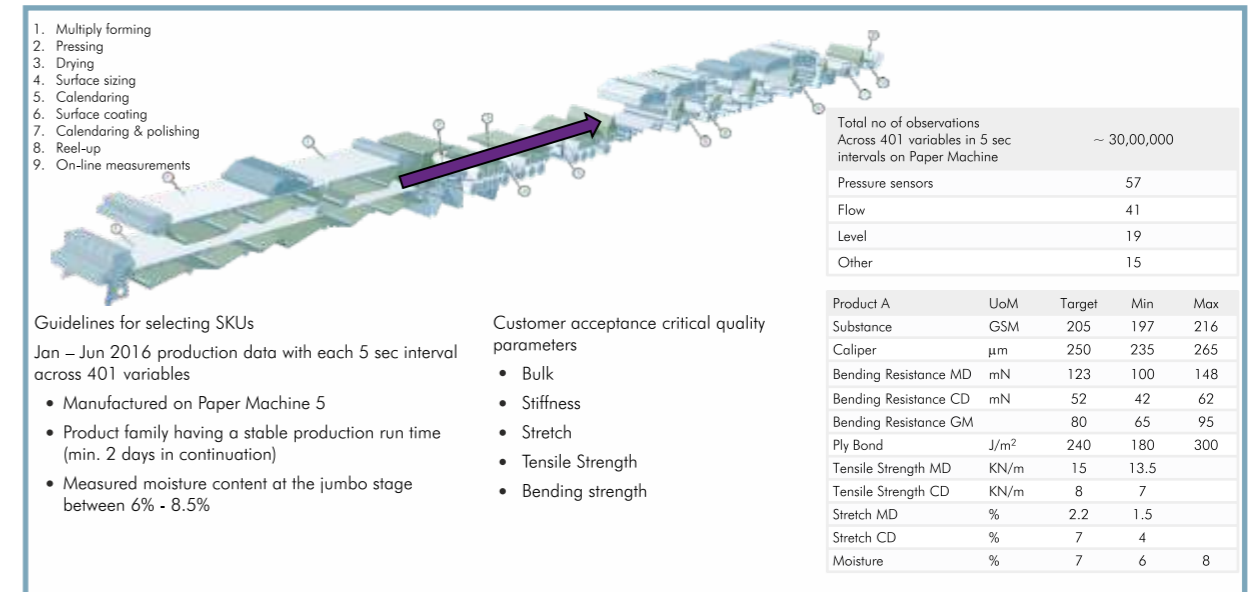 1. Multiply forming
2. Pressing
3. Drying
4. Surface sizing
5. Calendaring
6. Surface coating
7. Calendaring & polishing
8. Reel-up
9. On-line measurements
Total no of observations
Across 401 variables in 5 sec
intervals on Paper Machine
~ 30,00,000
Pressure sensors 57
Flow 41
Level 19
Other 15
Guidelines for selecting SKUs
Jan – Jun 2016 production data with each 5 sec interval
across 401 variables
• Manufactured on Paper Machine 5
• Product family having a stable production run time
(min. 2 days in continuation)
• Measured moisture content at the jumbo stage
between 6% - 8.5%
Customer acceptance critical quality
parameters
• Bulk
• Stiffness
• Stretch
• Tensile Strength
• Bending strength
Product A UoM Target Min Max
Substance GSM 205 197 216
Caliper µm 250 235 265
Bending Resistance MD mN 123 100 148
Bending Resistance CD mN 52 42 62
Bending Resistance GM 80 65 95
Ply Bond J/m² 240 180 300
Tensile Strength MD KN/m 15 13.5
Tensile Strength CD KN/m 8 7
Stretch MD % 2.2 1.5
Stretch CD % 7 4
Moisture % 7 6 8